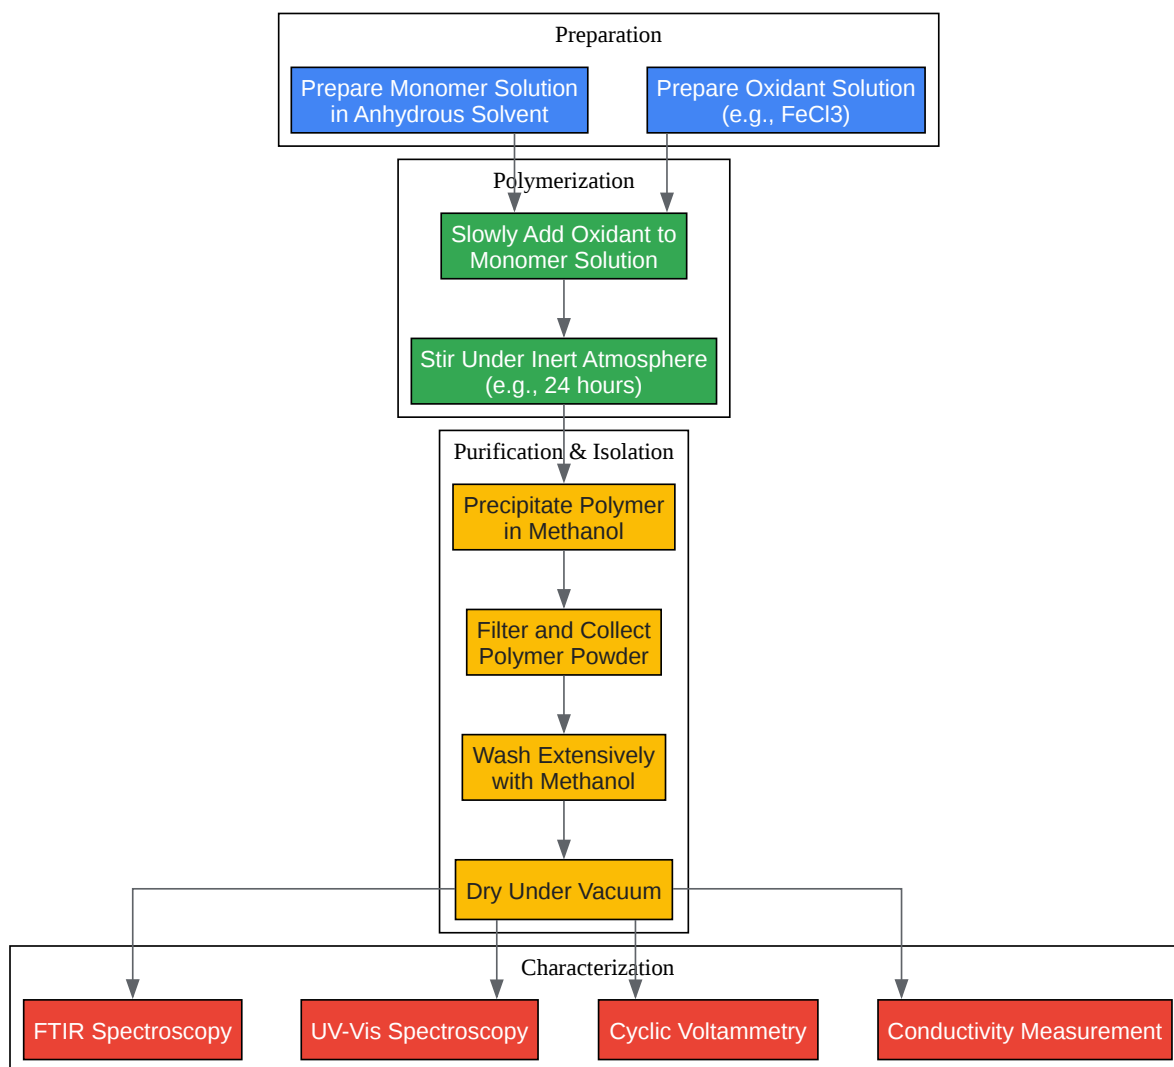 Preparation
Prepare Monomer Solution
in Anhydrous Solvent
Prepare Oxidant Solution
(e.g., FeCl3)
Polymerization
Slowly Add Oxidant to
Monomer Solution
Stir Under Inert Atmosphere
(e.g., 24 hours)
Purification & Isolation
Precipitate Polymer
in Methanol
Filter and Collect
Polymer Powder
Wash Extensively
with Methanol
Dry Under Vacuum
Characterization
FTIR Spectroscopy
UV-Vis Spectroscopy
Cyclic Voltammetry
Conductivity Measurement